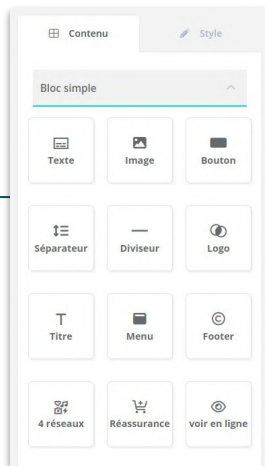 Contenu
Style
Bloc simple
Texte
Image
Bouton
Séparateur
Diviseur
Logo
Titre
Menu
Footer
4 réseaux
Réassurance
voir en ligne